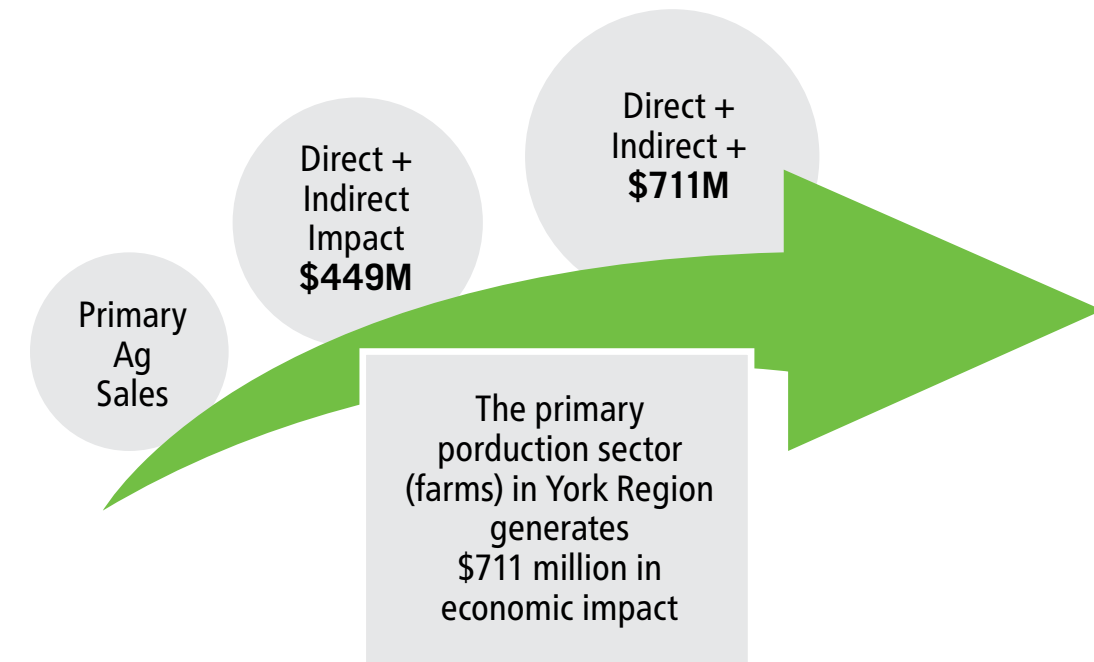 Primary
Ag
Sales
Direct +
Indirect
Impact
$449M
Direct +
Indirect +
$711M
The primary
porduction sector
(farms) in York Region
generates
$711 million in
economic impact